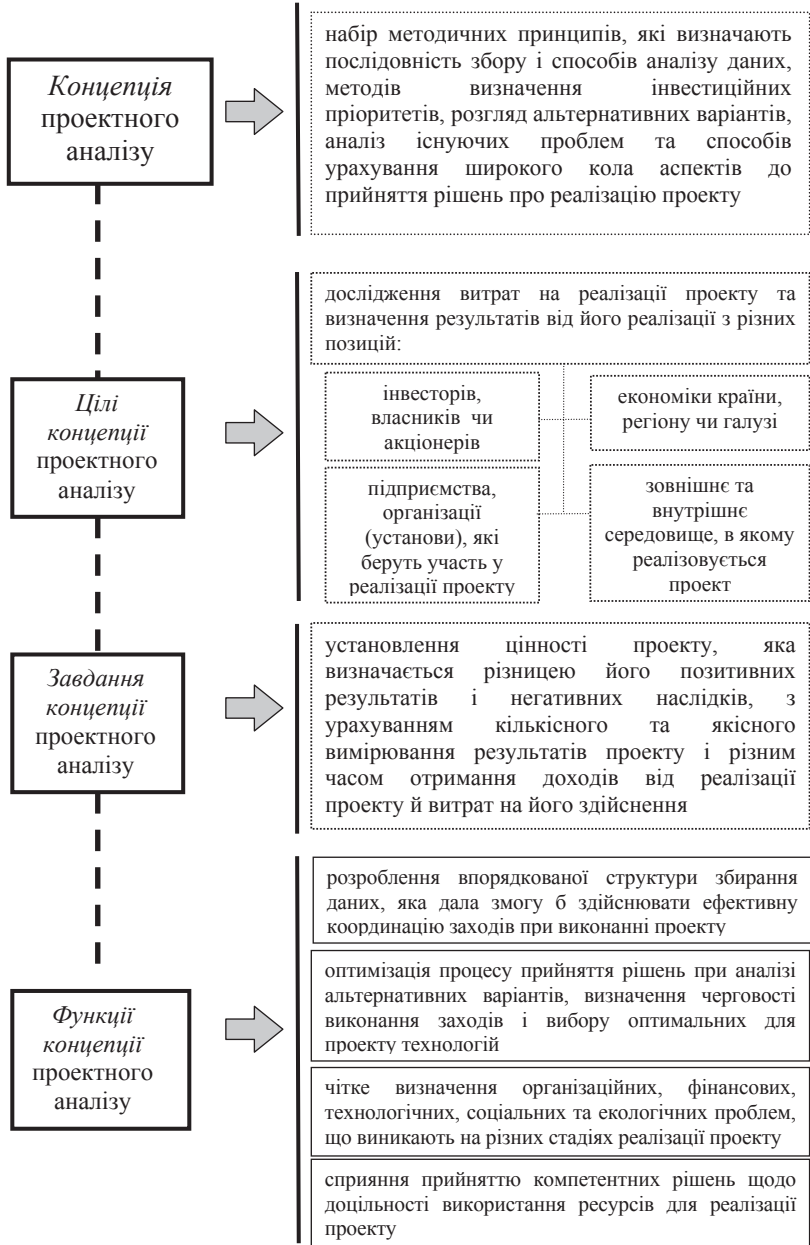 Концепція
проектного
аналізу
набір методичних принципів, які визначають
послідовність збору і способів аналізу даних,
методів визначення інвестиційних
пріоритетів, розгляд альтернативних варіантів,
аналіз існуючих проблем та способів
урахування широкого кола аспектів до
прийняття рішень про реалізацію проекту
Цілі
концепції
проектного
аналізу
дослідження витрат на реалізації проекту та
визначення результатів від його реалізації з різних
позицій:
інвесторів,
власників чи
акціонерів
економіки країни,
регіону чи галузі
підприємства,
організації
(установи), які
беруть участь у
реалізації проекту
зовнішнє та
внутрішнє
середовище, в якому
реалізовується
проект
Завдання
концепції
проектного
аналізу
установлення цінності проекту, яка
визначається різницею його позитивних
результатів і негативних наслідків, з
урахуванням кількісного та якісного
вимірювання результатів проекту і різним
часом отримання доходів від реалізації
проекту й витрат на його здійснення
Функції
концепції
проектного
аналізу
розроблення впорядкованої структури збирання
даних, яка дала змогу б здійснювати ефективну
координацію заходів при виконанні проекту
оптимізація процесу прийняття рішень при аналізі
альтернативних варіантів, визначення черговості
виконання заходів і вибору оптимальних для
проекту технологій
чітке визначення організаційних, фінансових,
технологічних, соціальних та екологічних проблем,
що виникають на різних стадіях реалізації проекту
сприяння прийняттю компетентних рішень щодо
доцільності використання ресурсів для реалізації
проекту